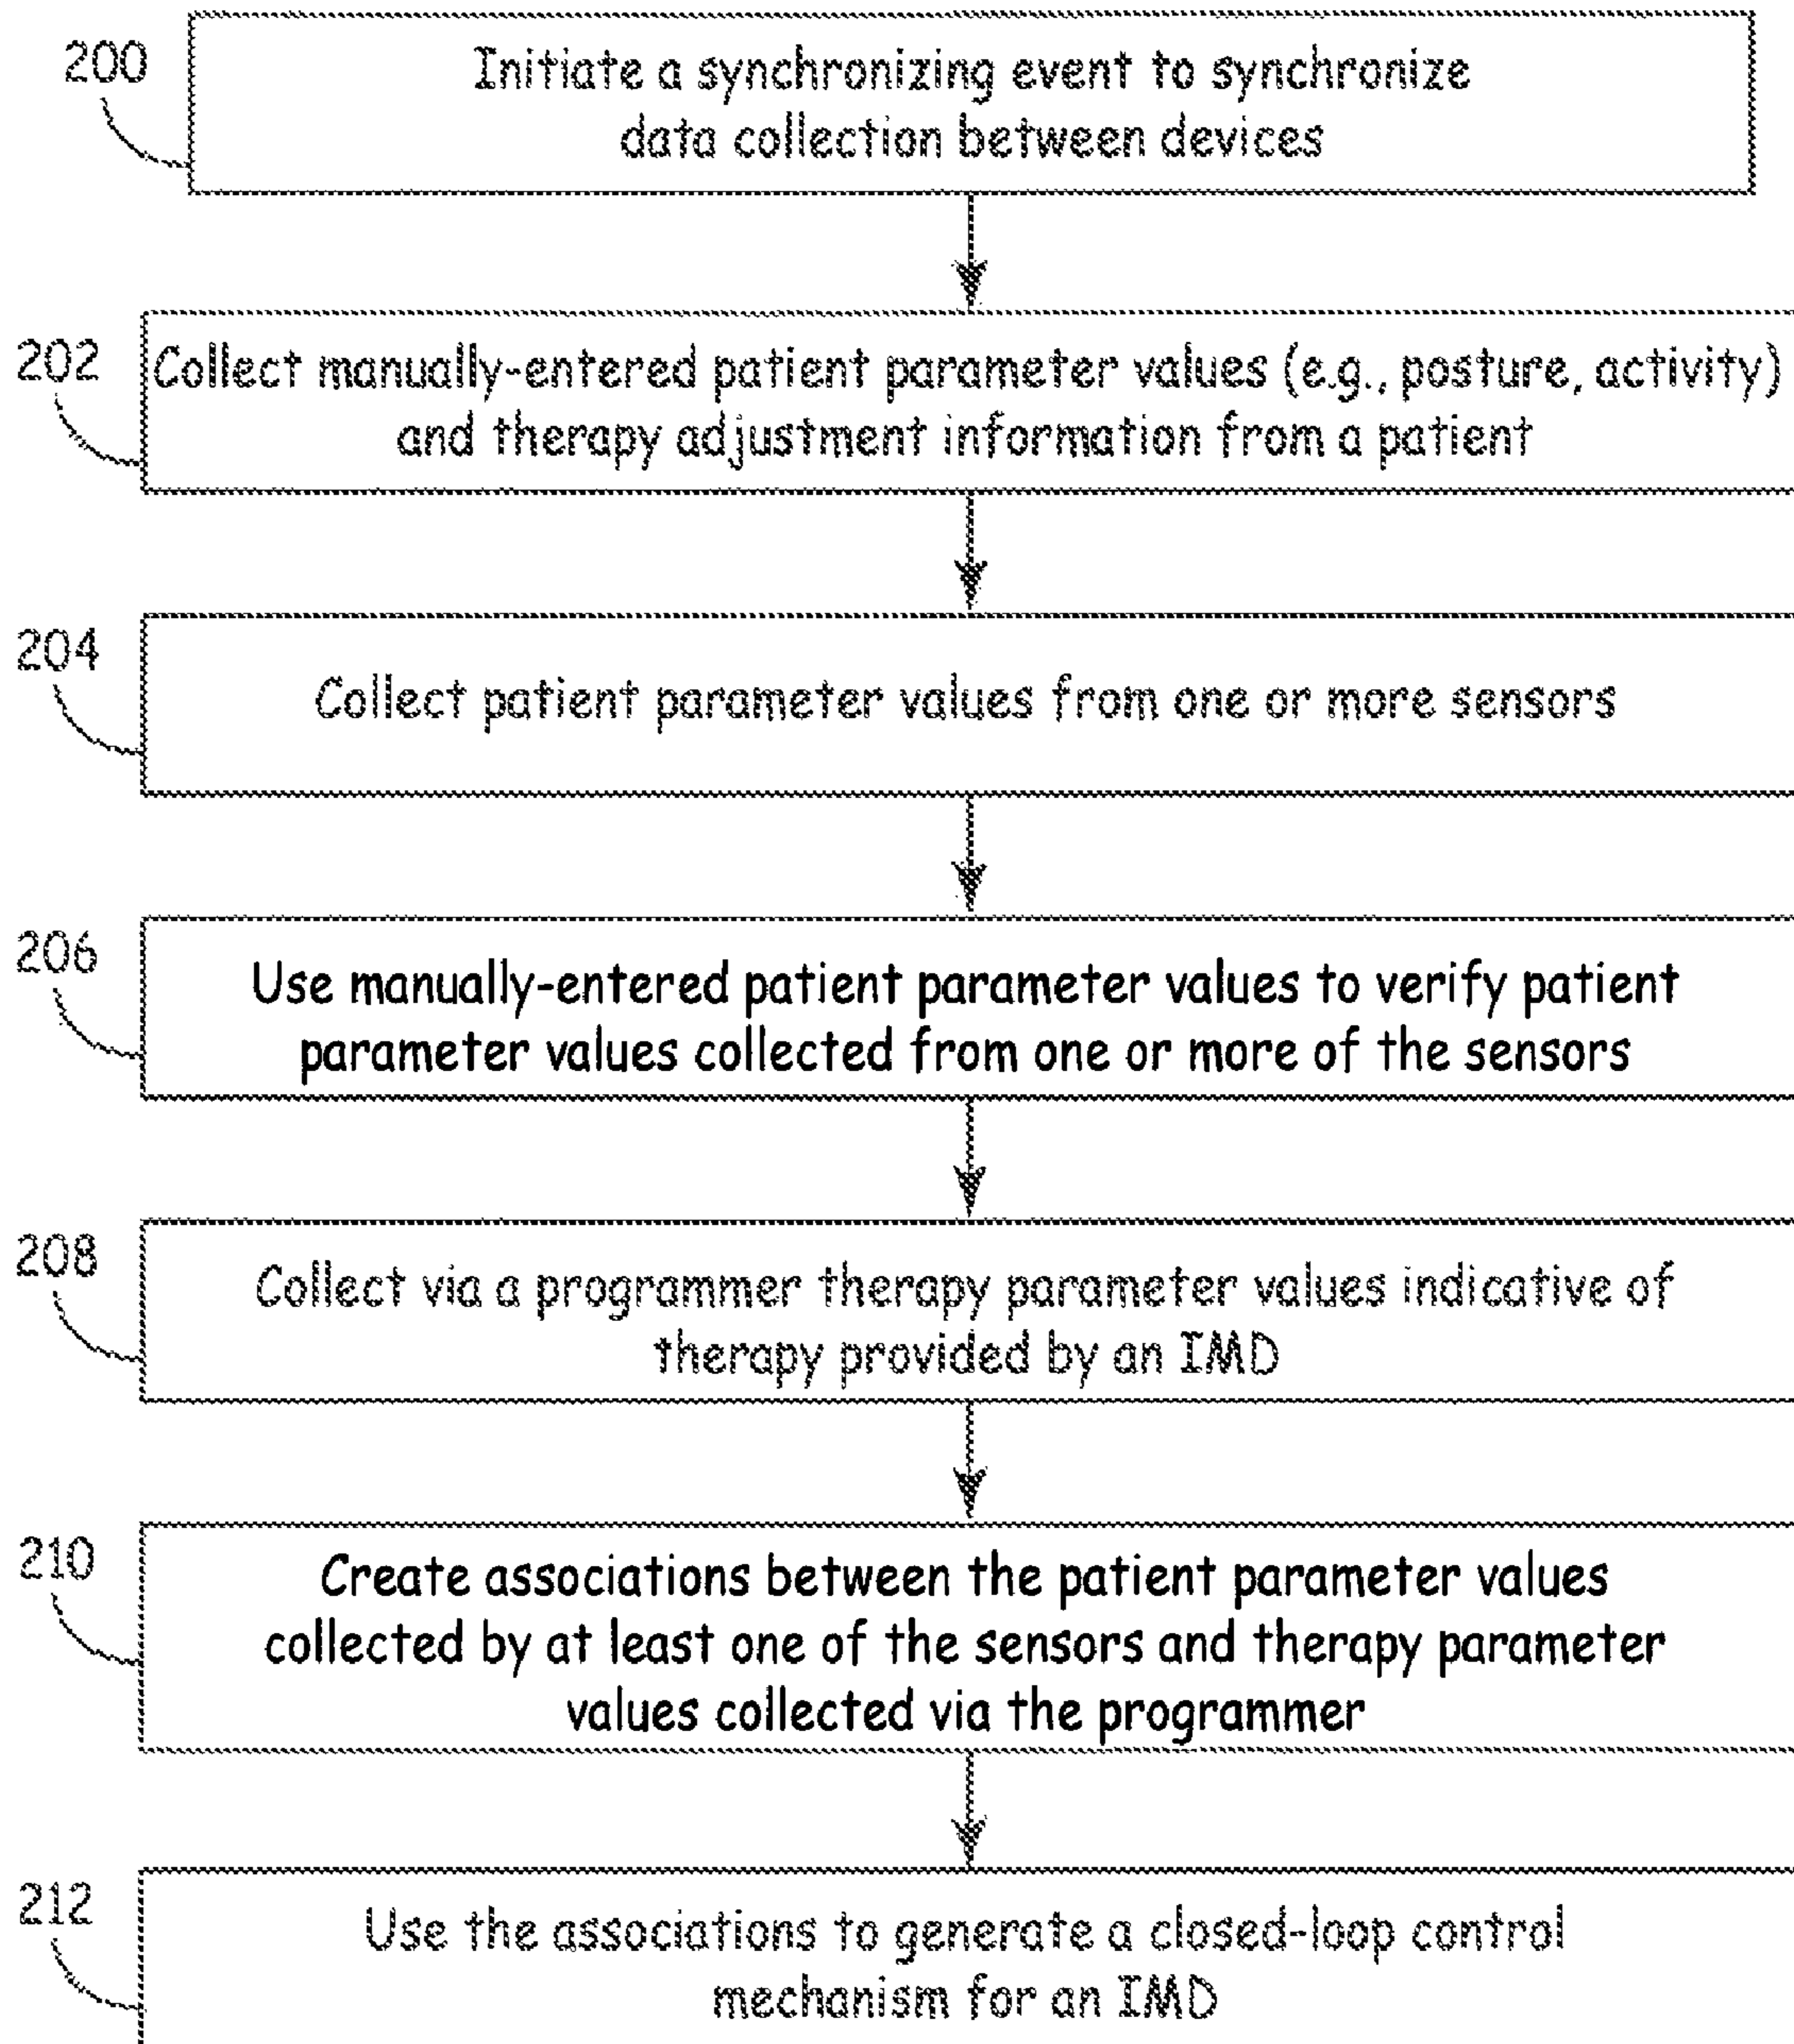 200
Initiate a synchronizing event to synchronize
data collection between devices
202
Collect manually-entered patient parameter values (e.g., posture, activity)
and therapy adjustment information from a patient
204
Collect patient parameter values from one or more sensors
206
Use manually-entered patient parameter values to verify patient
parameter values collected from one or more of the sensors
208
Collect via a programmer therapy parameter values indicative of
therapy provided by an IMD
210
Create associations between the patient parameter values
collected by at least one of the sensors and therapy parameter
values collected via the programmer
212
Use the associations to generate a closed-loop control
mechanism for an IMD